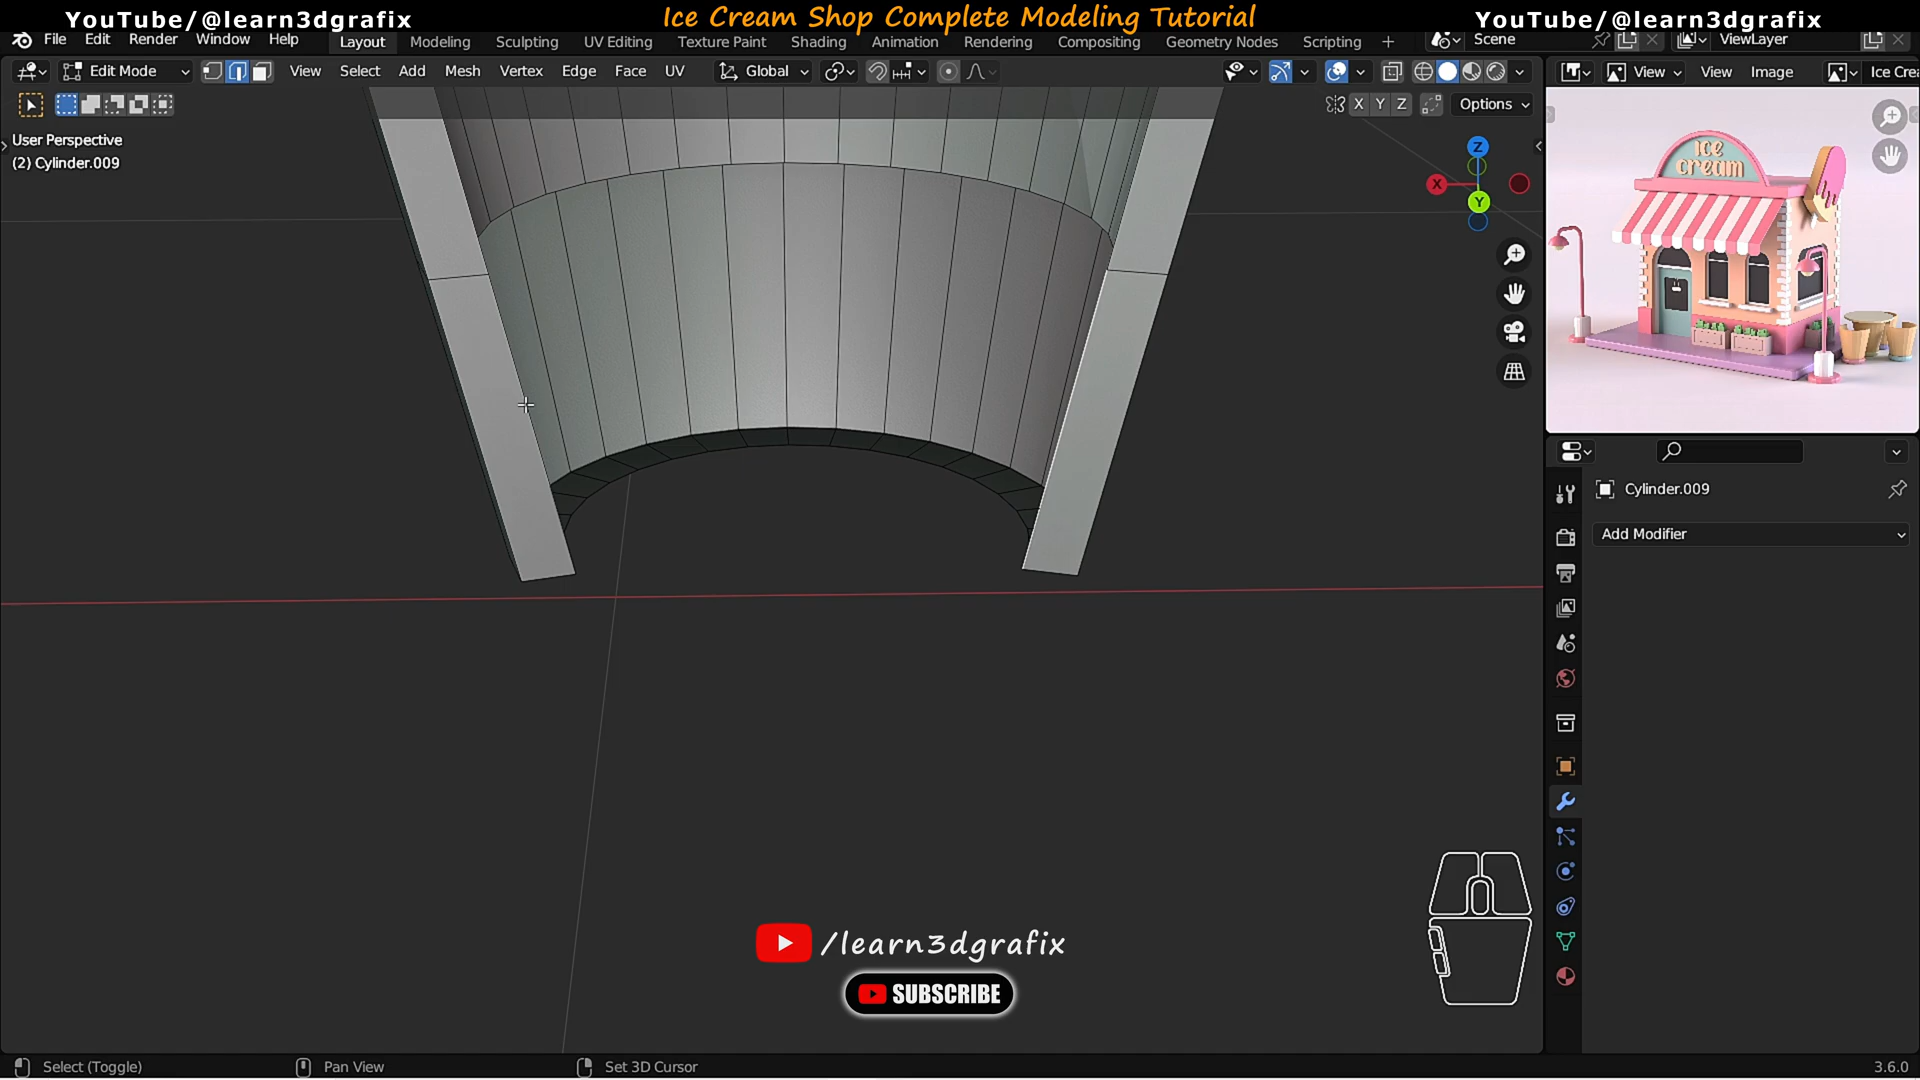 YouTube/@learn3dgrafix
Ice Cream Shop Complete Modeling Tutorial
YouTube/@learn3dgrafix
File Edit Render Window Help
Layout Modeling Sculpting UV Editing Texture Paint Shading Animation Rendering Compositing Geometry Nodes Scripting +
Scene
ViewLayer
Edit Mode
View Select Add Mesh Vertex Edge Face UV
Global
View
View Image
Ice Crea
X Y Z
Options
User Perspective
(2) Cylinder.009
Z
X
Y
ICE
cream
Cylinder.009
Add Modifier
/learn3dgrafix
SUBSCRIBE
Select (Toggle)
Pan View
Set 3D Cursor
3.6.0